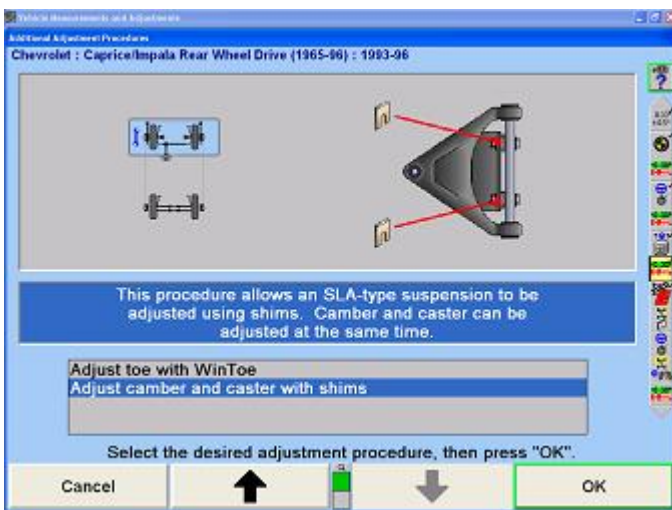 Vehicle Measurements and Adjustments
Additional Adjustment Procedures
Chevrolet : Caprice/Impala Rear Wheel Drive (1965-96) : 1993-96
?
This procedure allows an SLA-type suspension to be
adjusted using shims. Camber and caster can be
adjusted at the same time.
Adjust toe with WinToe
Adjust camber and caster with shims
Select the desired adjustment procedure, then press "OK".
Cancel
OK